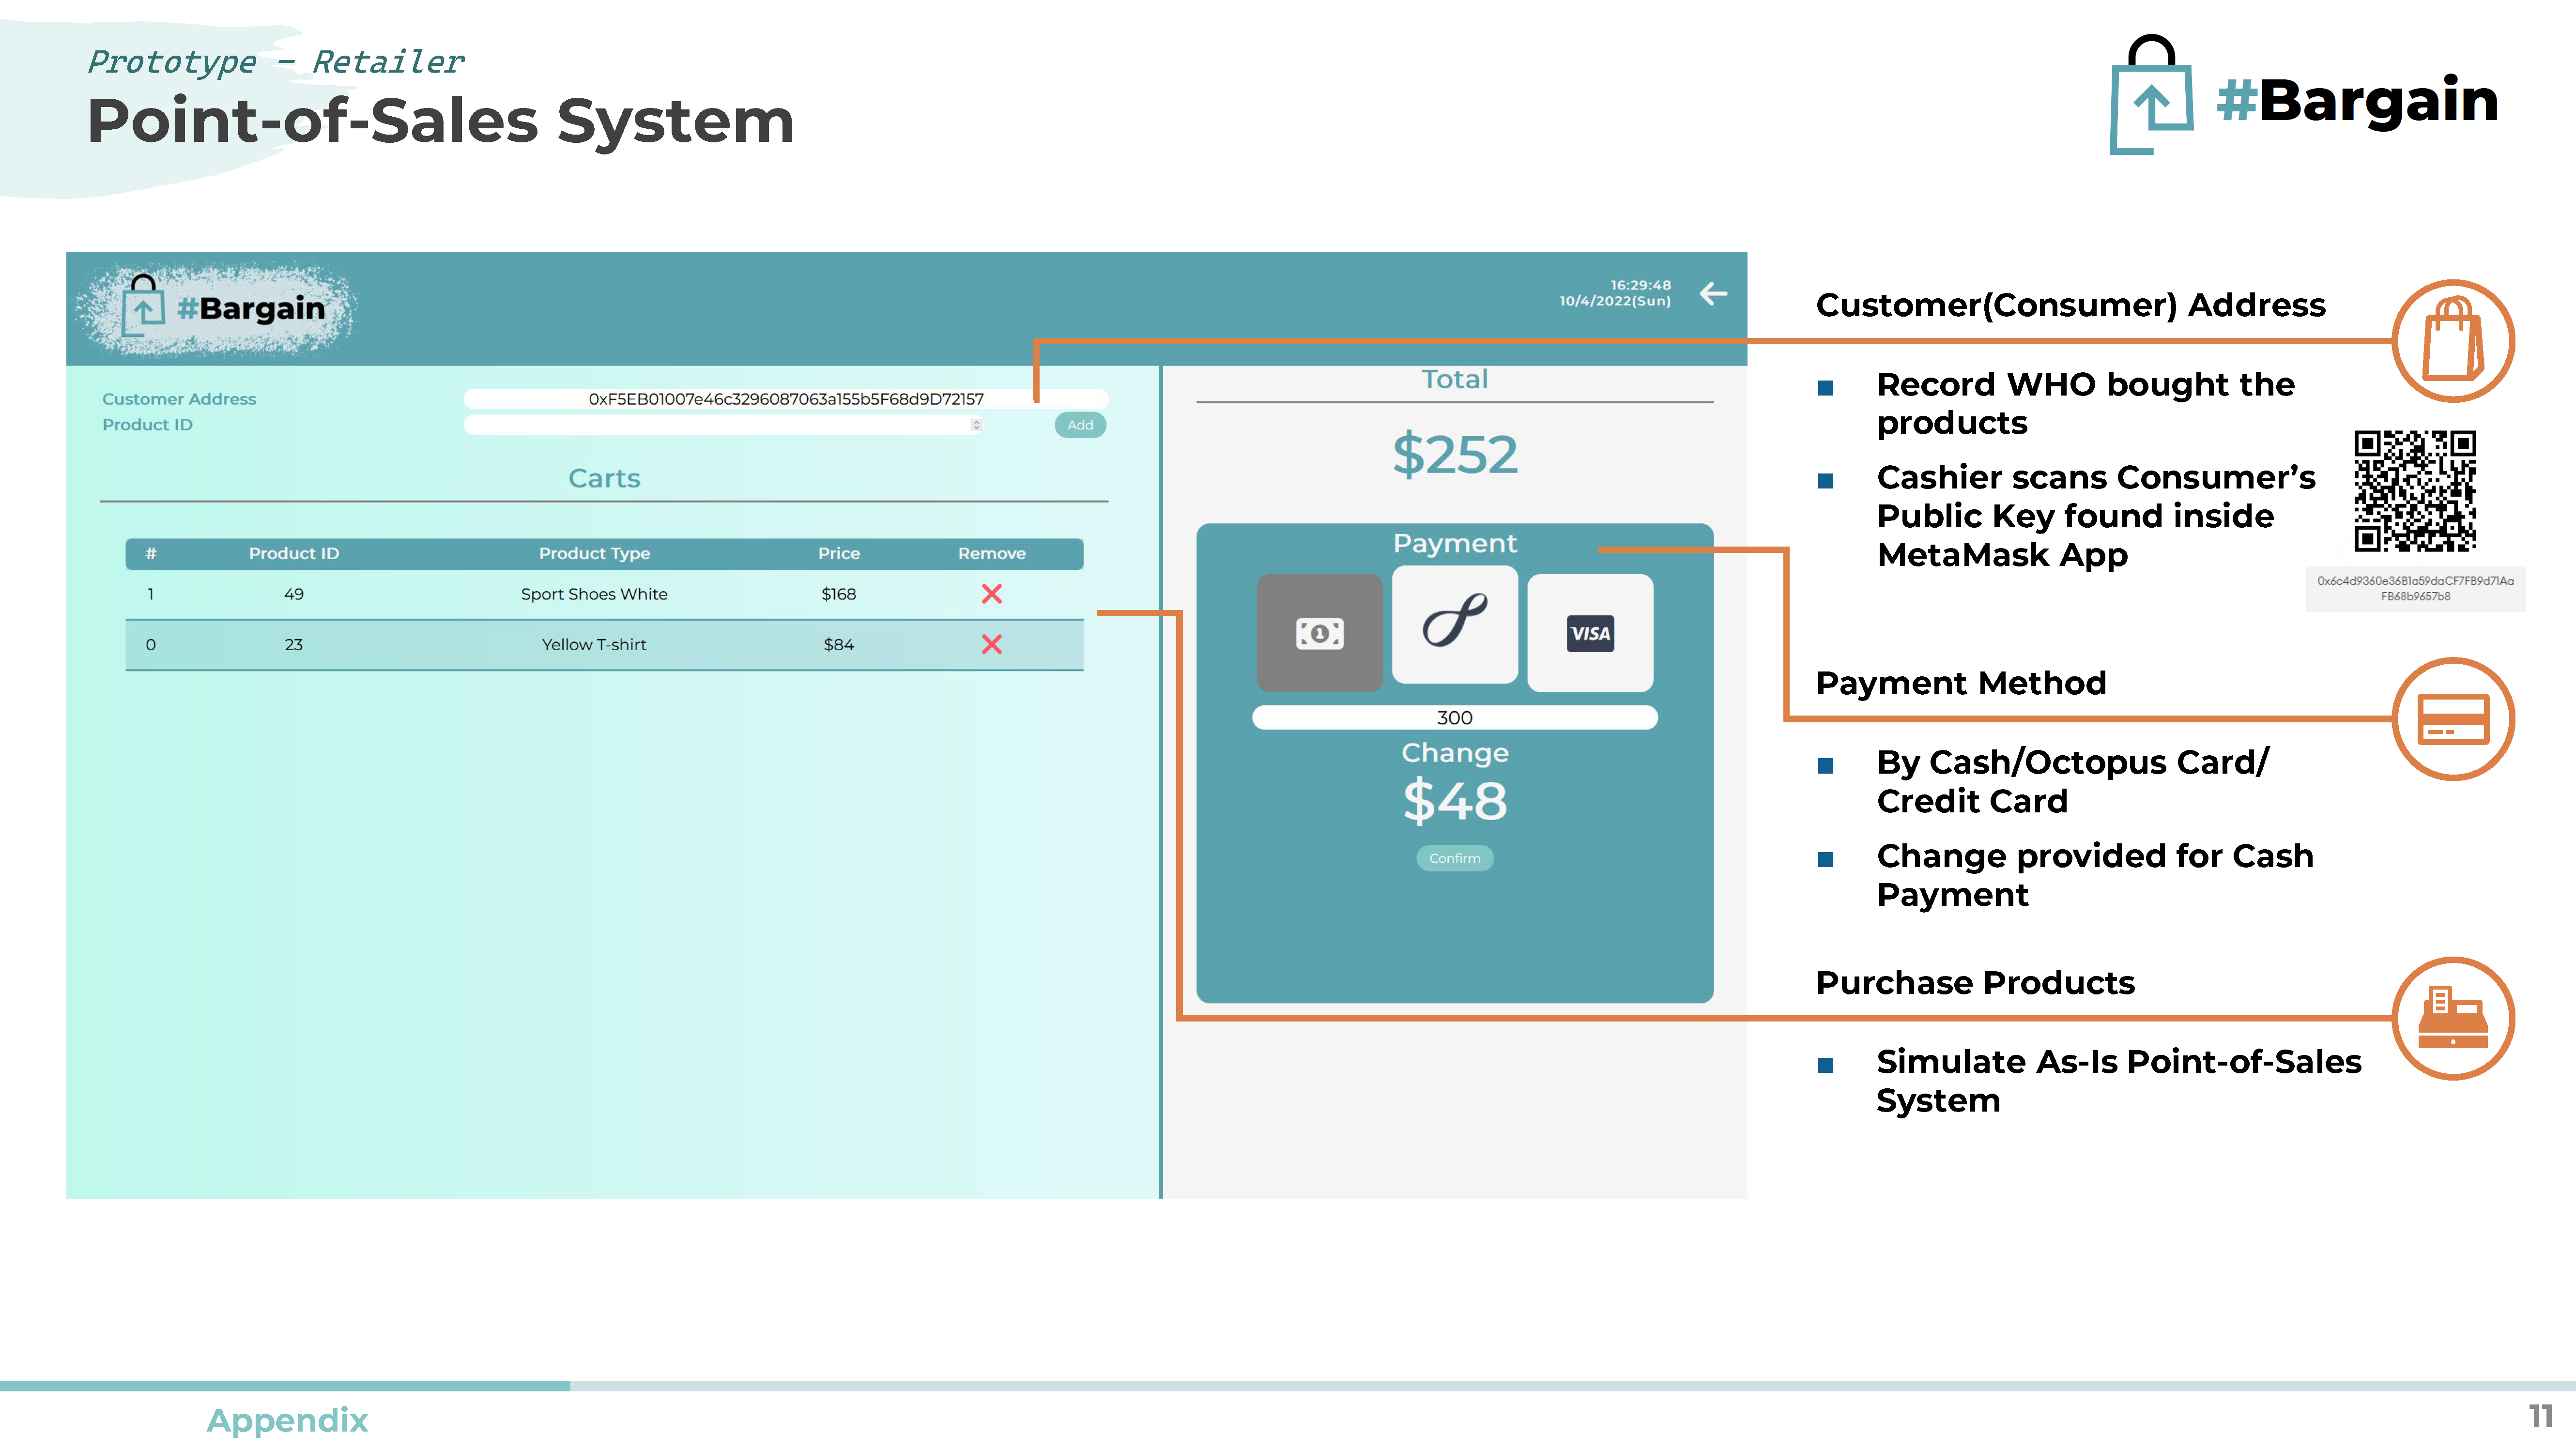 Prototype – Retailer
Point-of-Sales System
#Bargain
#Bargain
16:29:48
10/4/2022(Sun)
Customer Address
0xF5EB01007e46c3296087063a155b5F68d9D72157
Product ID
Add
Carts
# Product ID Product Type Price Remove
1 49 Sport Shoes White $168
0 23 Yellow T-shirt $84
Total
$252
Payment
VISA
300
Change
$48
Confirm
Customer(Consumer) Address
Record WHO bought the
products
Cashier scans Consumer’s
Public Key found inside
MetaMask App
0x6c4d9360e36B1a59daCF7FB9d71Aa
FB68b9657b8
Payment Method
By Cash/Octopus Card/
Credit Card
Change provided for Cash
Payment
Purchase Products
Simulate As-Is Point-of-Sales
System
Appendix
11